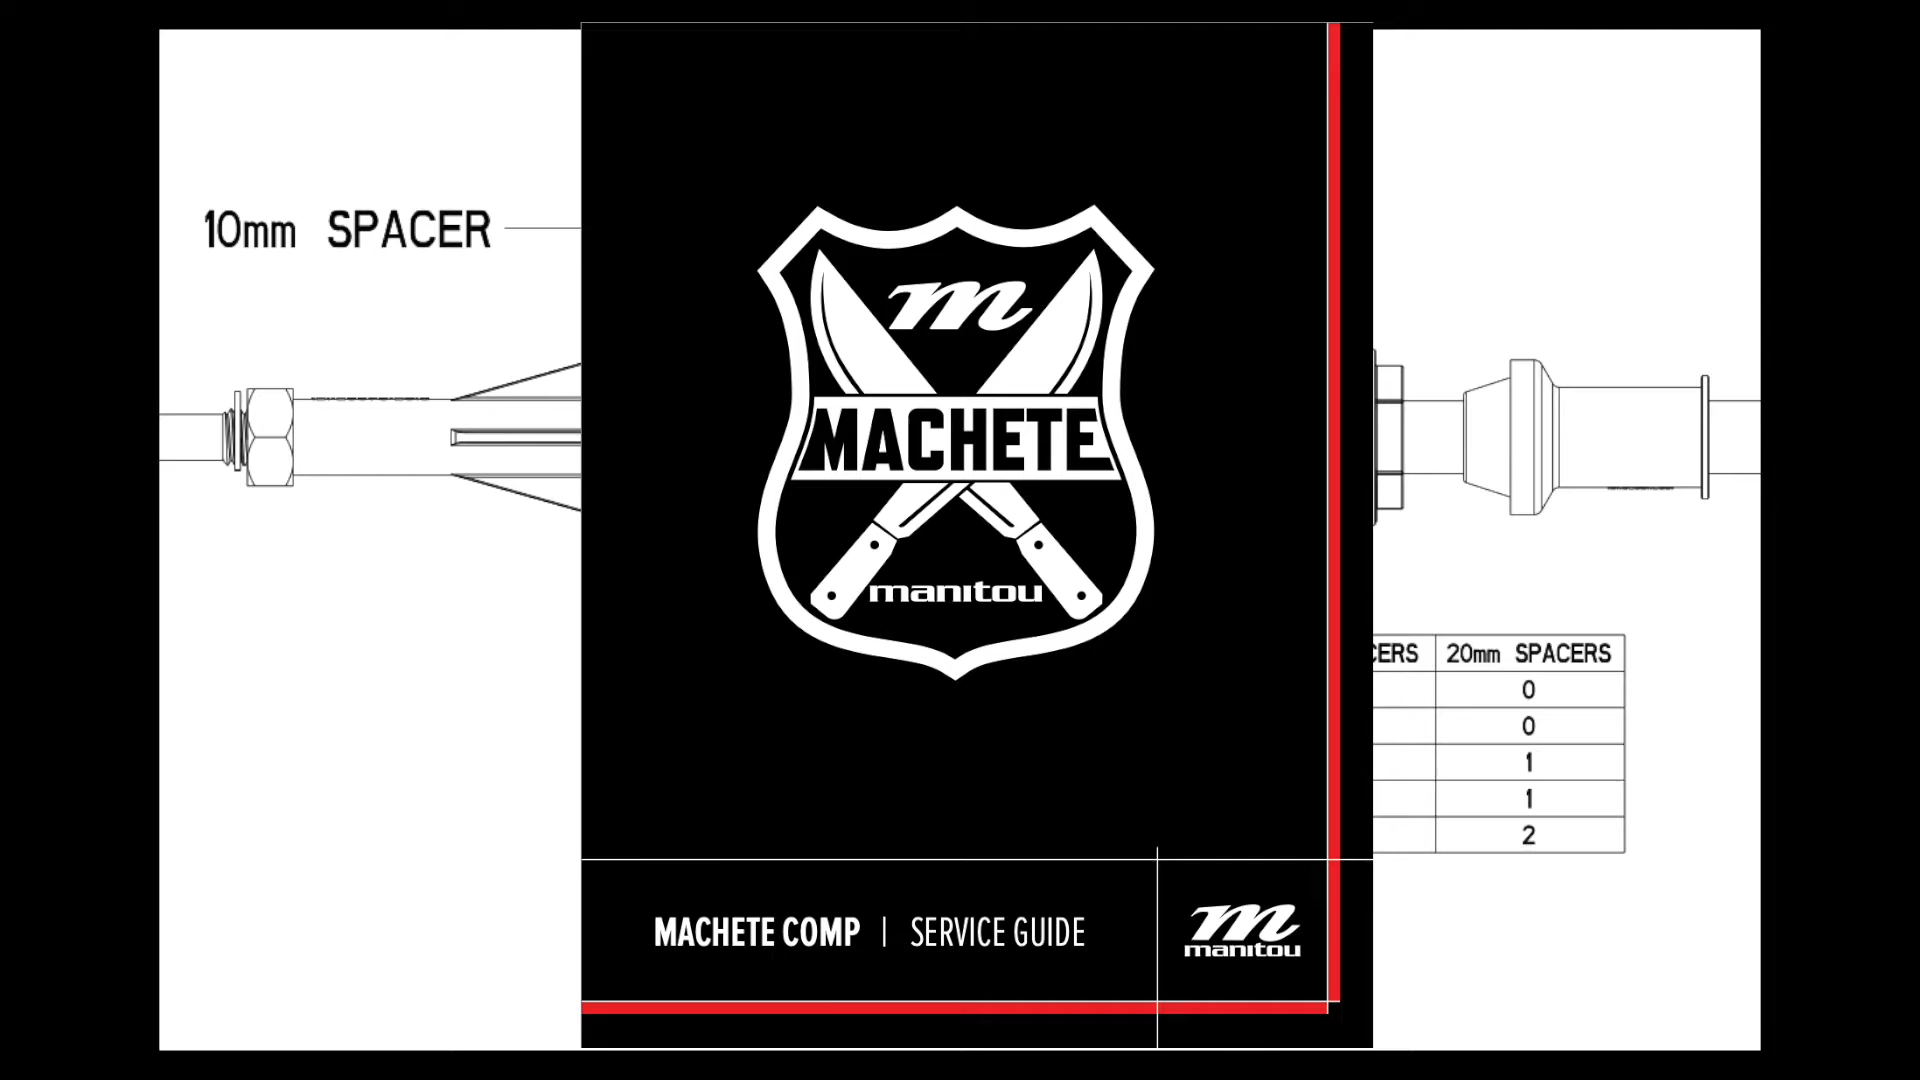 10mm SPACER
m
MACHETE
manitou
CERS 20mm SPACERS
0
0
1
1
2
MACHETE COMP | SERVICE GUIDE
m
manitou